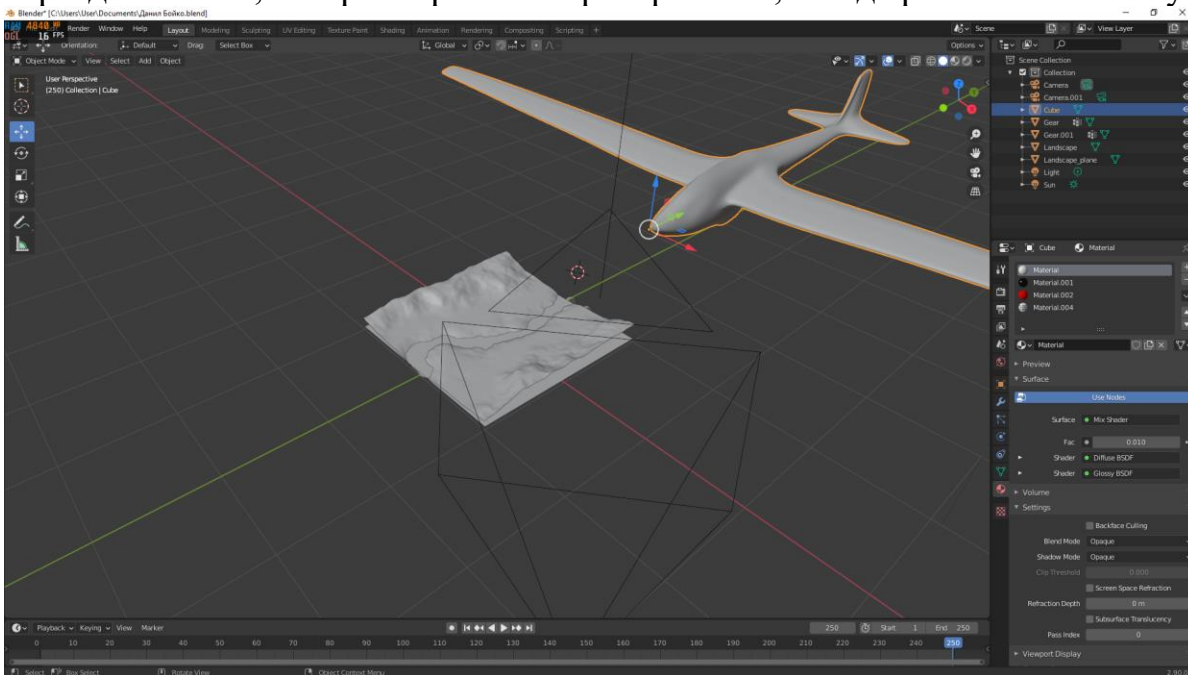 Blender* [C:\Users\User\Documents\Данил Бойко.blend]
4840
OGL 16 FPS
Render Window Help Layout Modeling Sculpting UV Editing Texture Paint Shading Animation Rendering Compositing Scripting + Scene View Layer
Orientation: Default Drag Select Box Global Options
Object Mode View Select Add Object
User Perspective
(250) Collection | Cube
Z
Scene Collection
Collection
Camera
Camera.001
Cube
Gear
Gear.001
Landscape
Landscape_plane
Light
Sun
Cube Material
Material
Material.001
Material.002
Material.004
Material
Preview
Surface
Use Nodes
Surface Mix Shader
Fac 0.010
Shader Diffuse BSDF
Shader Glossy BSDF
Volume
Settings
Backface Culling
Blend Mode Opaque
Shadow Mode Opaque
Clip Threshold 0.000
Screen Space Refraction
Refraction Depth 0 m
Subsurface Translucency
Pass Index 0
Viewport Display
Playback Keying View Marker 250 Start 1 End 250
0 10 20 30 40 50 60 70 80 90 100 110 120 130 140 150 160 170 180 190 200 210 220 230 240 250
Select Box Select Rotate View Object Context Menu 2.90.0